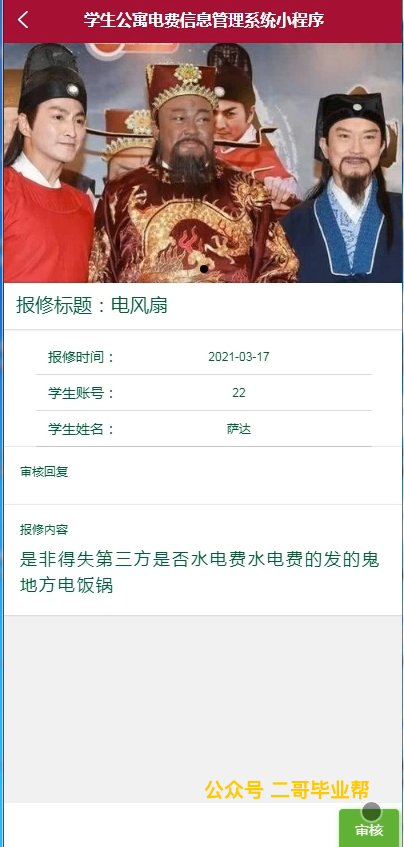 学生公寓电费信息管理系统小程序
报修标题：电风扇
报修时间： 2021-03-17
学生账号： 22
学生姓名： 萨达
审核回复
报修内容
是非得失第三方是否水电费水电费的发的鬼
地方电饭锅
公众号 二哥毕业帮
审核